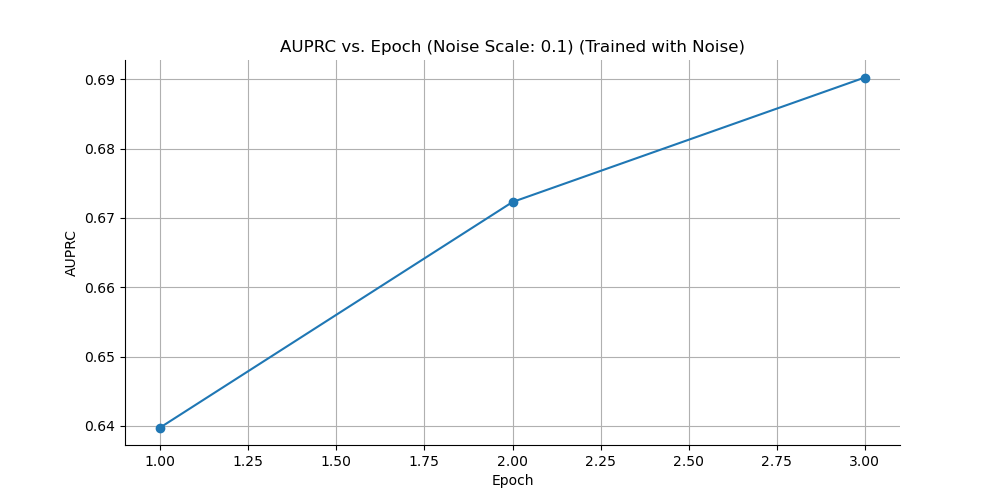 AUPRC vs. Epoch (Noise Scale: 0.1) (Trained with Noise)
0.69
0.68
0.67
0.66
0.65
0.64
AUPRC
1.00 1.25 1.50 1.75 2.00 2.25 2.50 2.75 3.00
Epoch